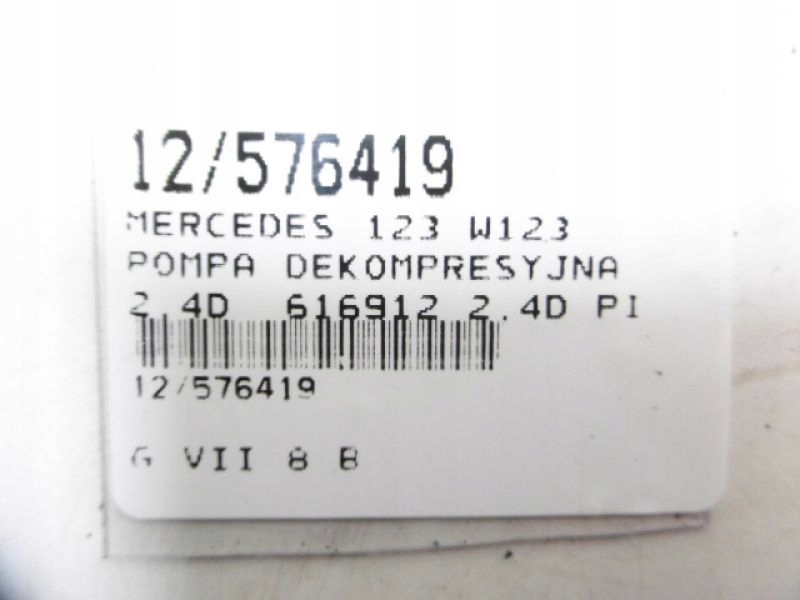 12/576419
MERCEDES 123 W123
POMPA DEKOMPRESYJNA
2.4D 616912 2.4D PI
12/576419
G VII 8 B